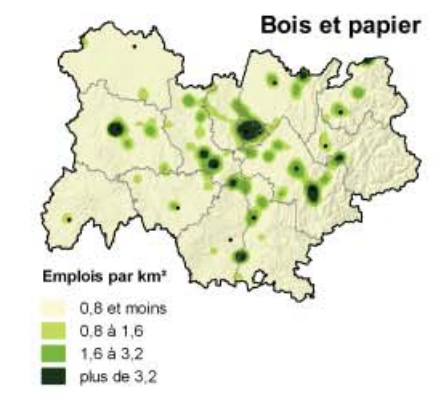 Bois et papier
Emplois par km²
0,8 et moins
0,8 à 1,6
1,6 à 3,2
plus de 3,2